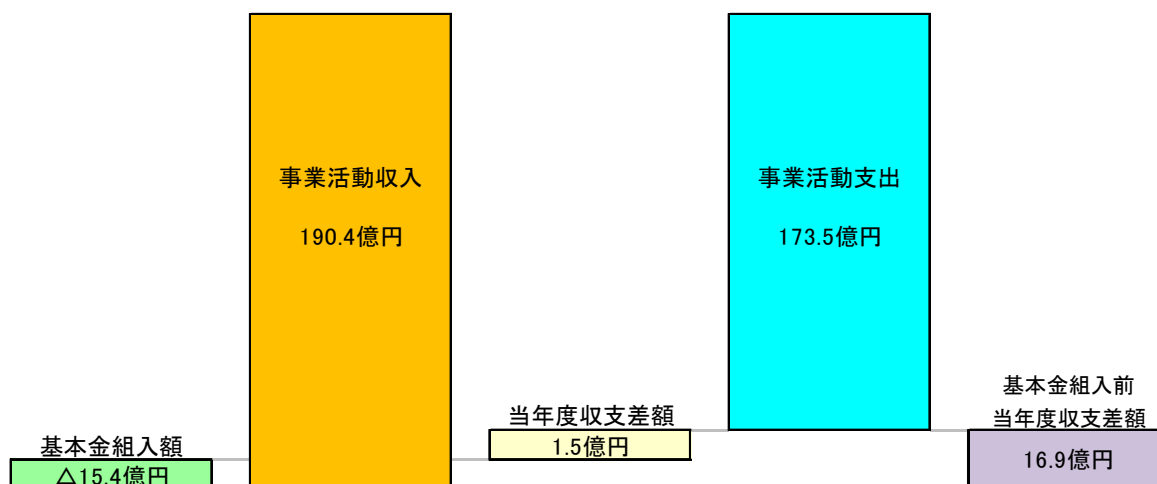 事業活動収入
190.4億円
事業活動支出
173.5億円
基本金組入前
当年度収支差額
16.9億円
当年度収支差額
1.5億円
基本金組入額
△15.4億円